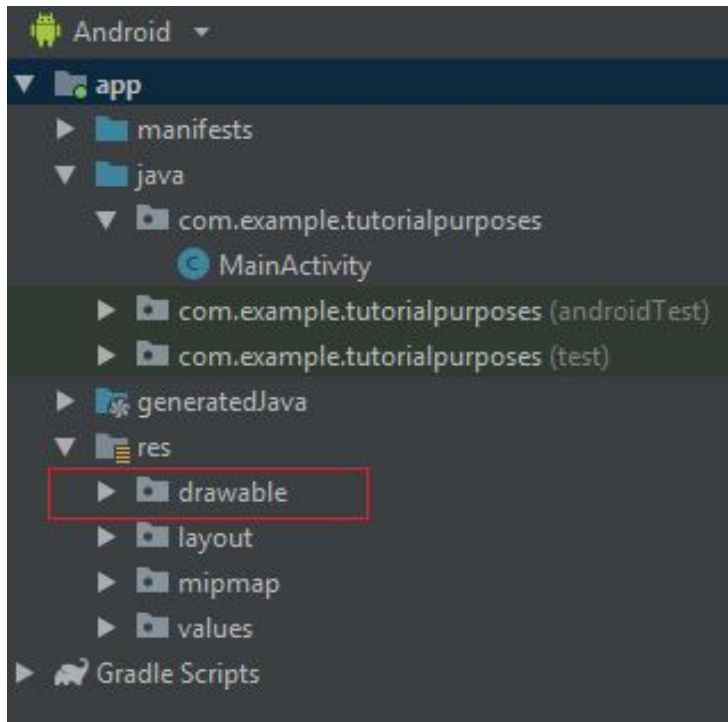 Android
app
manifests
java
com.example.tutorialpurposes
C MainActivity
com.example.tutorialpurposes (androidTest)
com.example.tutorialpurposes (test)
generatedJava
res
drawable
layout
mipmap
values
Gradle Scripts